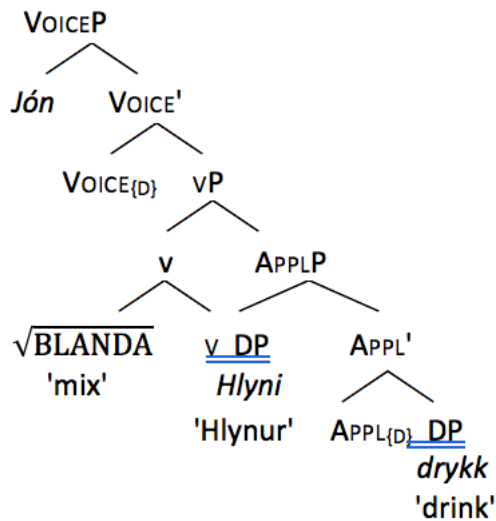 VOICEP
Jón VOICE'
VOICE{D} vP
v APPLP
√BLANDA v DP APPL'
'mix' Hlyni
'Hlynur' APPL{D} DP
drykk
'drink'